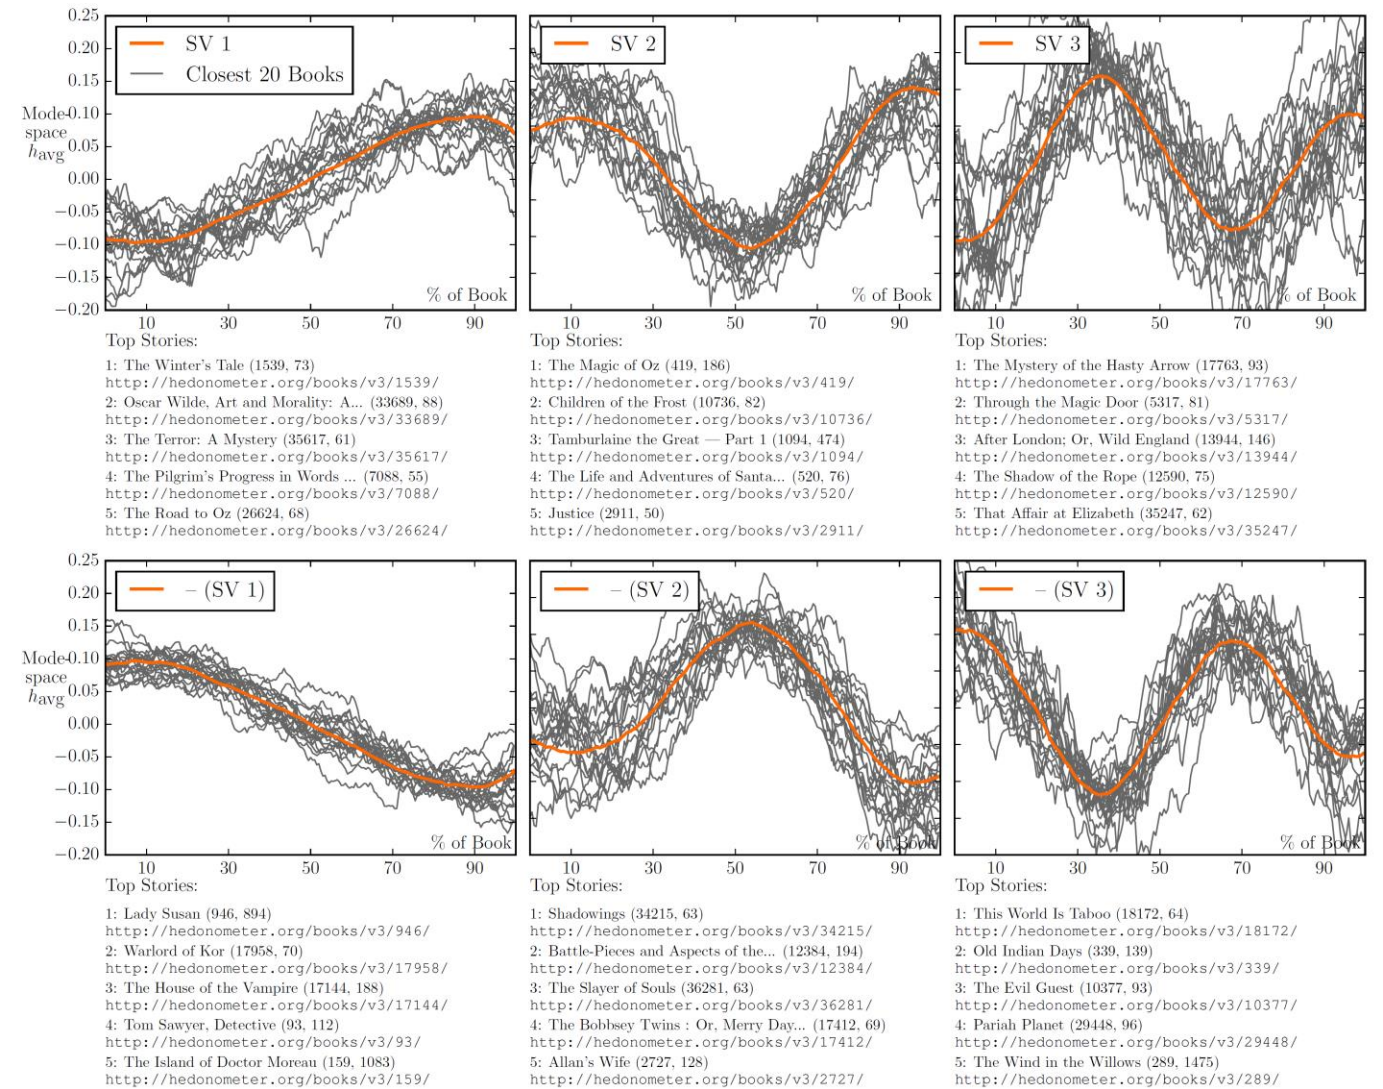 0.25
0.20
0.15
0.10
0.05
0.00
−0.05
−0.10
−0.15
−0.20
Mode-
space
havg
SV 1
Closest 20 Books
% of Book
10 30 50 70 90
SV 2
% of Book
10 30 50 70 90
SV 3
% of Book
10 30 50 70 90
Top Stories:
1: The Winter's Tale (1539, 73)
http://hedonometer.org/books/v3/1539/
2: Oscar Wilde, Art and Morality: A... (33689, 88)
http://hedonometer.org/books/v3/33689/
3: The Terror: A Mystery (35617, 61)
http://hedonometer.org/books/v3/35617/
4: The Pilgrim's Progress in Words ... (7088, 55)
http://hedonometer.org/books/v3/7088/
5: The Road to Oz (26624, 68)
http://hedonometer.org/books/v3/26624/
Top Stories:
1: The Magic of Oz (419, 186)
http://hedonometer.org/books/v3/419/
2: Children of the Frost (10736, 82)
http://hedonometer.org/books/v3/10736/
3: Tamburlaine the Great — Part 1 (1094, 474)
http://hedonometer.org/books/v3/1094/
4: The Life and Adventures of Santa... (520, 76)
http://hedonometer.org/books/v3/520/
5: Justice (2911, 50)
http://hedonometer.org/books/v3/2911/
Top Stories:
1: The Mystery of the Hasty Arrow (17763, 93)
http://hedonometer.org/books/v3/17763/
2: Through the Magic Door (5317, 81)
http://hedonometer.org/books/v3/5317/
3: After London; Or, Wild England (13944, 146)
http://hedonometer.org/books/v3/13944/
4: The Shadow of the Rope (12590, 75)
http://hedonometer.org/books/v3/12590/
5: That Affair at Elizabeth (35247, 62)
http://hedonometer.org/books/v3/35247/
0.25
0.20
0.15
0.10
0.05
0.00
−0.05
−0.10
−0.15
−0.20
Mode-
space
havg
– (SV 1)
% of Book
10 30 50 70 90
– (SV 2)
% of Book
10 30 50 70 90
– (SV 3)
% of Book
10 30 50 70 90
Top Stories:
1: Lady Susan (946, 894)
http://hedonometer.org/books/v3/946/
2: Warlord of Kor (17958, 70)
http://hedonometer.org/books/v3/17958/
3: The House of the Vampire (17144, 188)
http://hedonometer.org/books/v3/17144/
4: Tom Sawyer, Detective (93, 112)
http://hedonometer.org/books/v3/93/
5: The Island of Doctor Moreau (159, 1083)
http://hedonometer.org/books/v3/159/
Top Stories:
1: Shadowings (34215, 63)
http://hedonometer.org/books/v3/34215/
2: Battle-Pieces and Aspects of the... (12384, 194)
http://hedonometer.org/books/v3/12384/
3: The Slayer of Souls (36281, 63)
http://hedonometer.org/books/v3/36281/
4: The Bobbsey Twins : Or, Merry Day... (17412, 69)
http://hedonometer.org/books/v3/17412/
5: Allan's Wife (2727, 128)
http://hedonometer.org/books/v3/2727/
Top Stories:
1: This World Is Taboo (18172, 64)
http://hedonometer.org/books/v3/18172/
2: Old Indian Days (339, 139)
http://hedonometer.org/books/v3/339/
3: The Evil Guest (10377, 93)
http://hedonometer.org/books/v3/10377/
4: Pariah Planet (29448, 96)
http://hedonometer.org/books/v3/29448/
5: The Wind in the Willows (289, 1475)
http://hedonometer.org/books/v3/289/